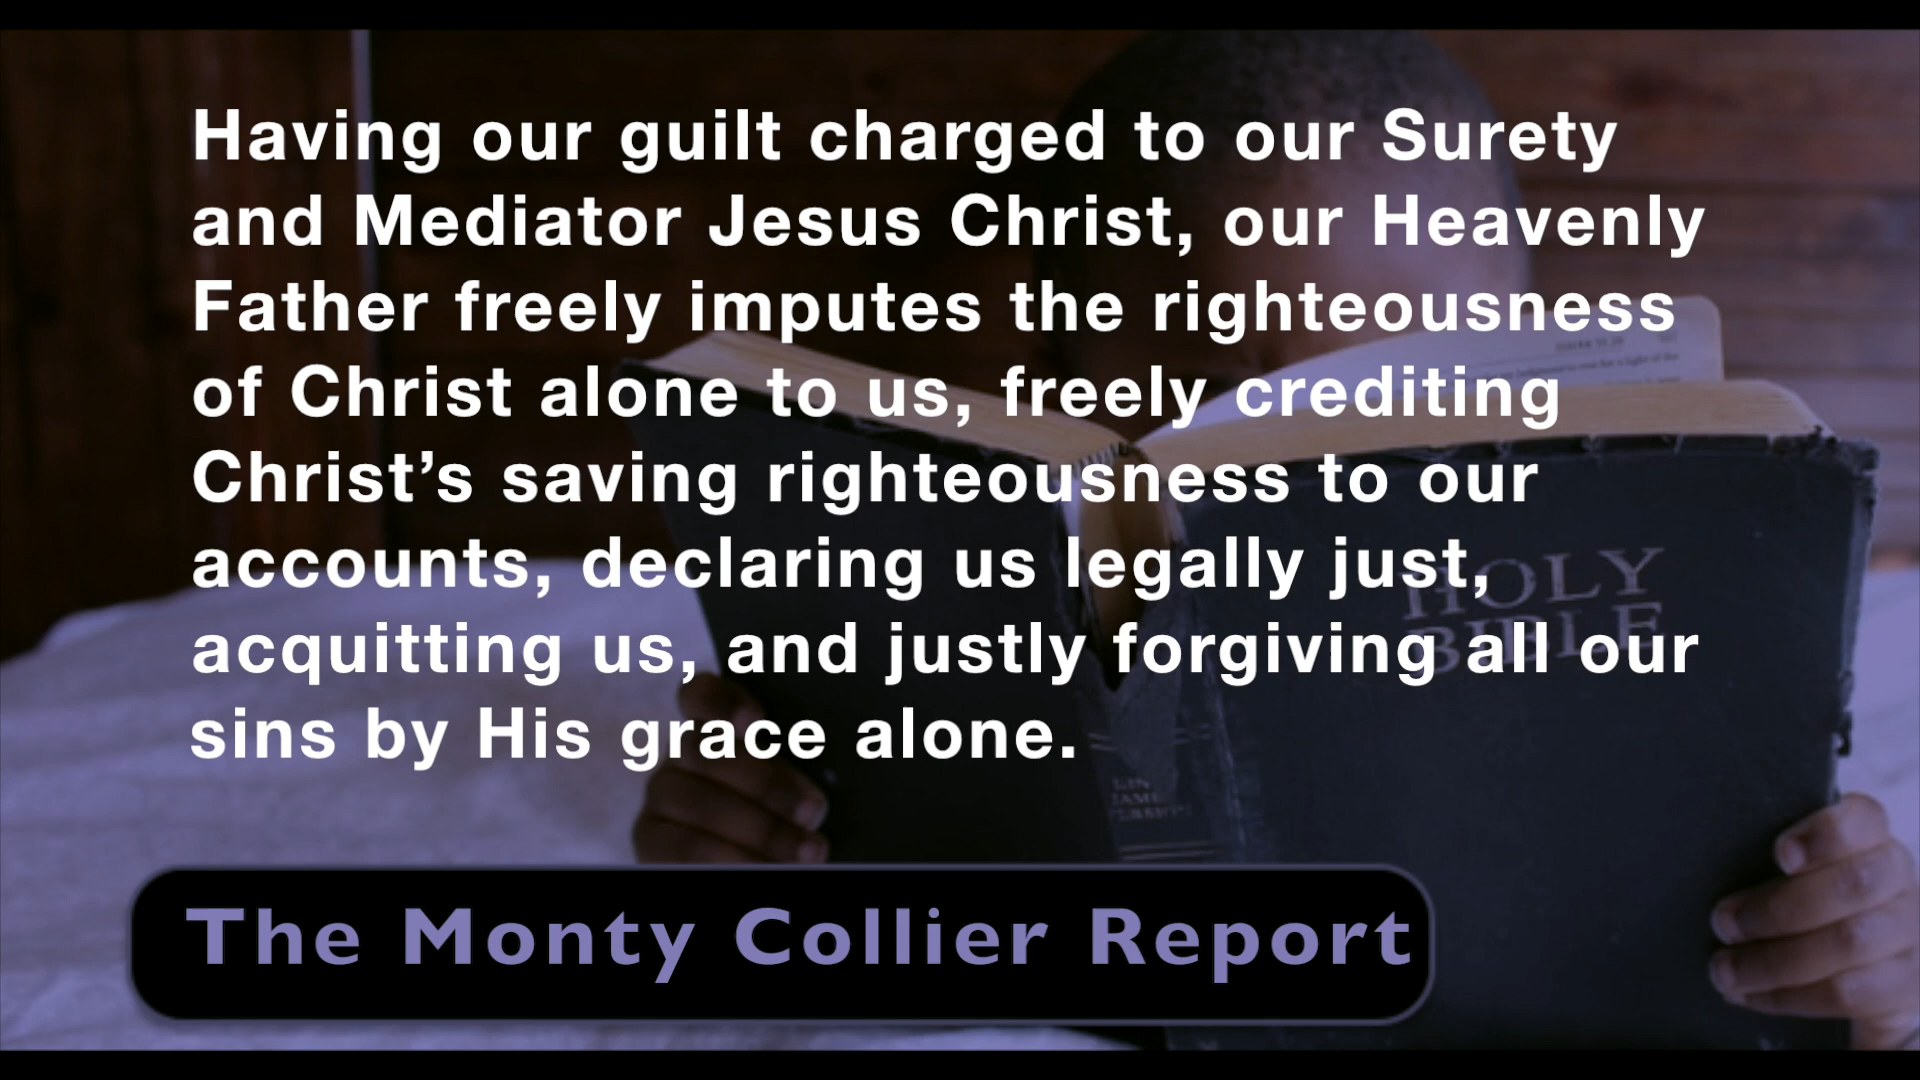 Having our guilt charged to our Surety
and Mediator Jesus Christ, our Heavenly
Father freely imputes the righteousness
of Christ alone to us, freely crediting
Christ’s saving righteousness to our
accounts, declaring us legally just,
acquitting us, and justly forgiving all our
sins by His grace alone.
HOLY
BIBLE
The Monty Collier Report